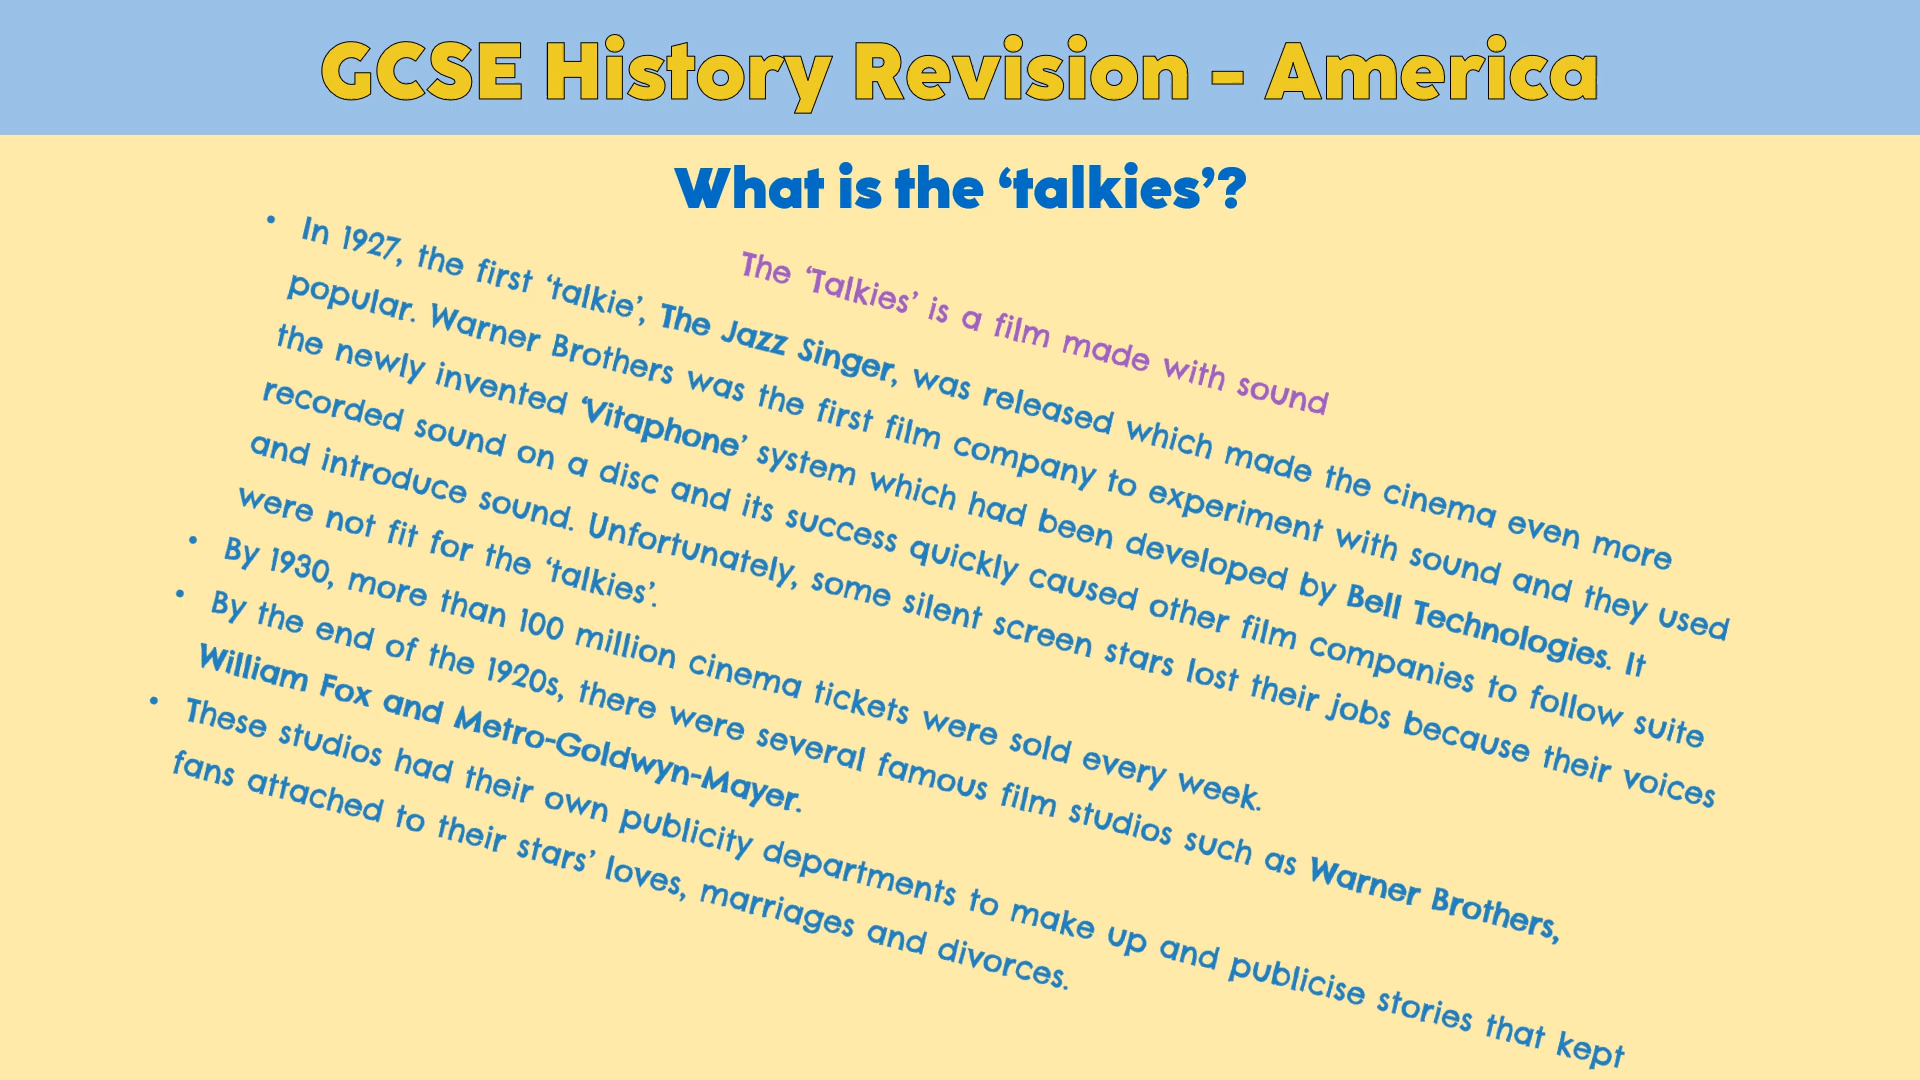 GCSE History Revision - America
What is the ‘talkies’?
The ‘Talkies’ is a film made with sound
• In 1927, the first ‘talkie’, The Jazz Singer, was released which made the cinema even more
popular. Warner Brothers was the first film company to experiment with sound and they used
the newly invented ‘Vitaphone’ system which had been developed by Bell Technologies. It
recorded sound on a disc and its success quickly caused other film companies to follow suite
and introduce sound. Unfortunately, some silent screen stars lost their jobs because their voices
were not fit for the ‘talkies’.
• By 1930, more than 100 million cinema tickets were sold every week.
• By the end of the 1920s, there were several famous film studios such as Warner Brothers,
William Fox and Metro-Goldwyn-Mayer.
• These studios had their own publicity departments to make up and publicise stories that kept
fans attached to their stars’ loves, marriages and divorces.